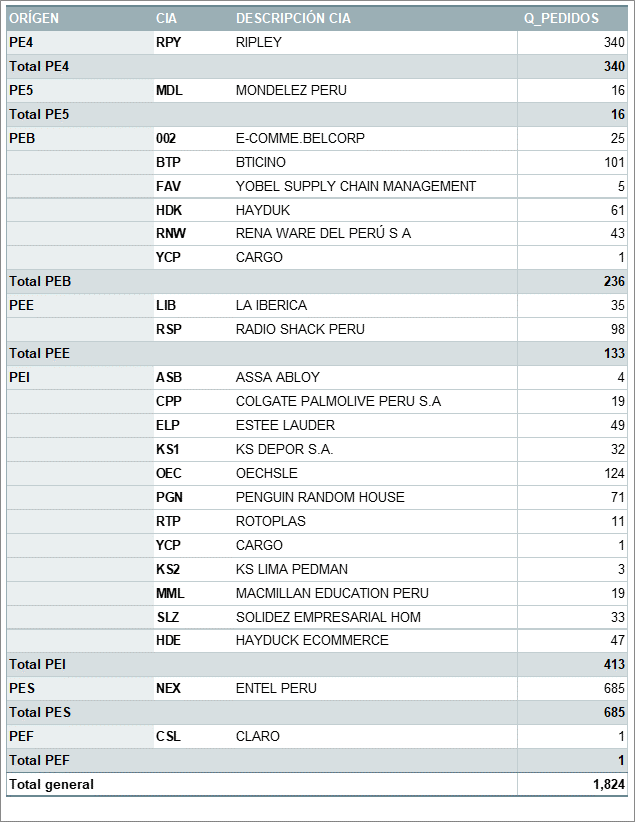 ORÍGEN CIA DESCRIPCIÓN CIA Q_PEDIDOS
PE4 RPY RIPLEY 340
Total PE4 340
PE5 MDL MONDELEZ PERU 16
Total PE5 16
PEB 002 E-COMME.BELCORP 25
BTP BTICINO 101
FAV YOBEL SUPPLY CHAIN MANAGEMENT 5
HDK HAYDUK 61
RNW RENA WARE DEL PERÚ S A 43
YCP CARGO 1
Total PEB 236
PEE LIB LA IBERICA 35
RSP RADIO SHACK PERU 98
Total PEE 133
PEI ASB ASSA ABLOY 4
CPP COLGATE PALMOLIVE PERU S.A 19
ELP ESTEE LAUDER 49
KS1 KS DEPOR S.A. 32
OEC OECHSLE 124
PGN PENGUIN RANDOM HOUSE 71
RTP ROTOPLAS 11
YCP CARGO 1
KS2 KS LIMA PEDMAN 3
MML MACMILLAN EDUCATION PERU 19
SLZ SOLIDEZ EMPRESARIAL HOM 33
HDE HAYDUCK ECOMMERCE 47
Total PEI 413
PES NEX ENTEL PERU 685
Total PES 685
PEF CSL CLARO 1
Total PEF 1
Total general 1,824